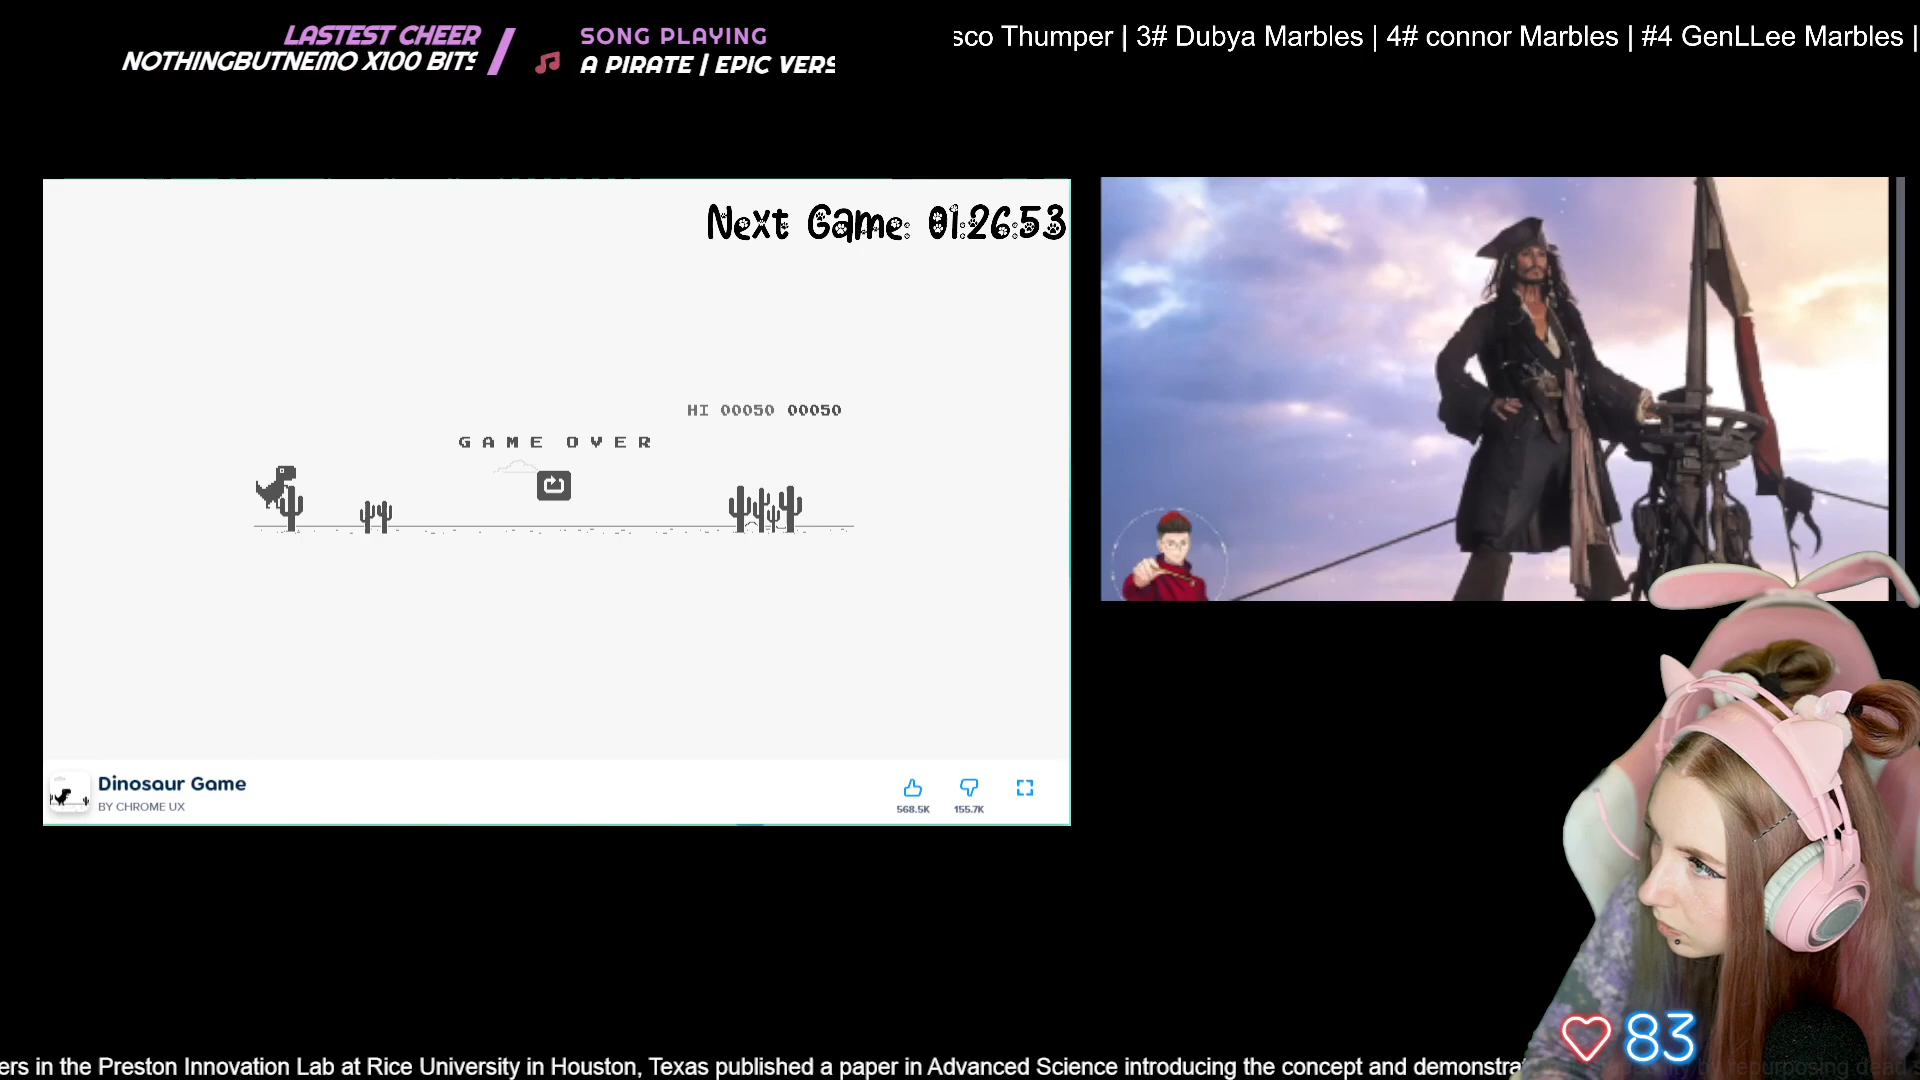 LASTEST CHEER
NOTHINGBUTNEMO X100 BITS
SONG PLAYING
A PIRATE | EPIC VERS
sco Thumper | 3# Dubya Marbles | 4# connor Marbles | #4 GenLLee Marbles |
Next Game: 01:26:53
HI 00050 00050
GAME OVER
Dinosaur Game
BY CHROME UX
568.5K
155.7K
83
ers in the Preston Innovation Lab at Rice University in Houston, Texas published a paper in Advanced Science introducing the concept and demonstra by repurposing dead s